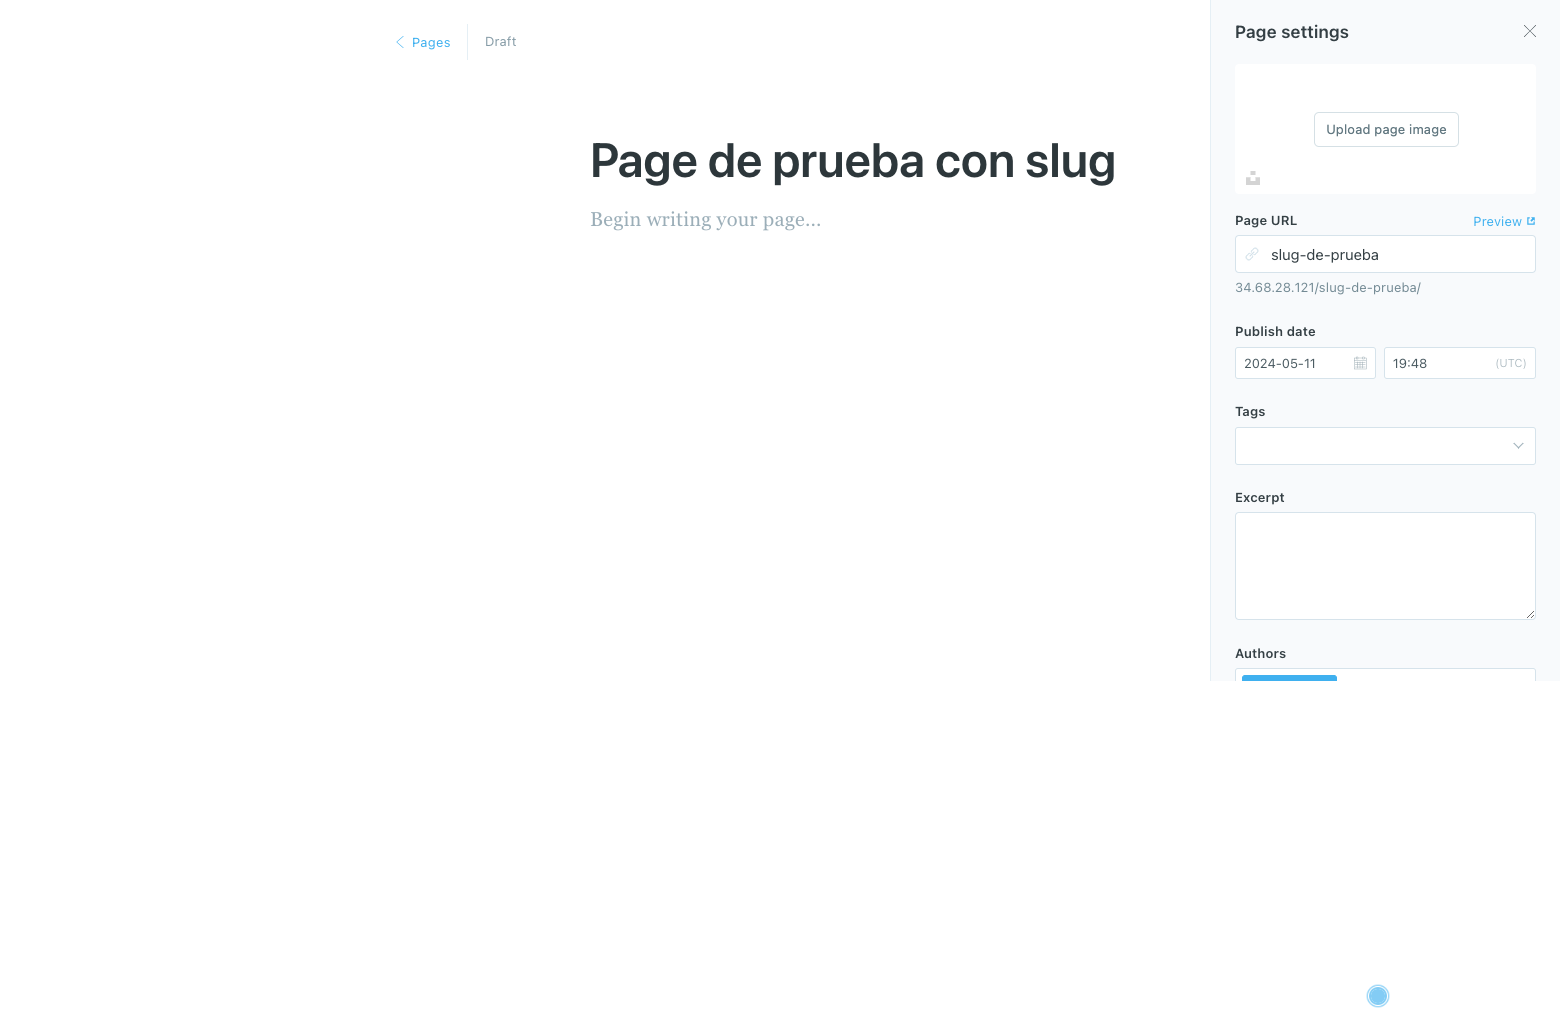 Pages
Draft
Page de prueba con slug
Begin writing your page...
Page settings
Upload page image
Page URL
Preview
slug-de-prueba
34.68.28.121/slug-de-prueba/
Publish date
2024-05-11
19:48
(UTC)
Tags
Excerpt
Authors